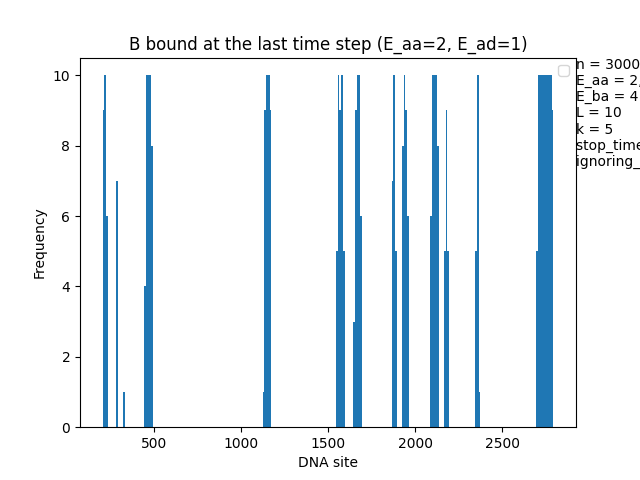 B bound at the last time step (E_aa=2, E_ad=1)
n = 3000
E_aa = 2,
E_ba = 4
L = 10
k = 5
stop_time
ignoring_
Frequency
10
8
6
4
2
0
500
1000
1500
2000
2500
DNA site